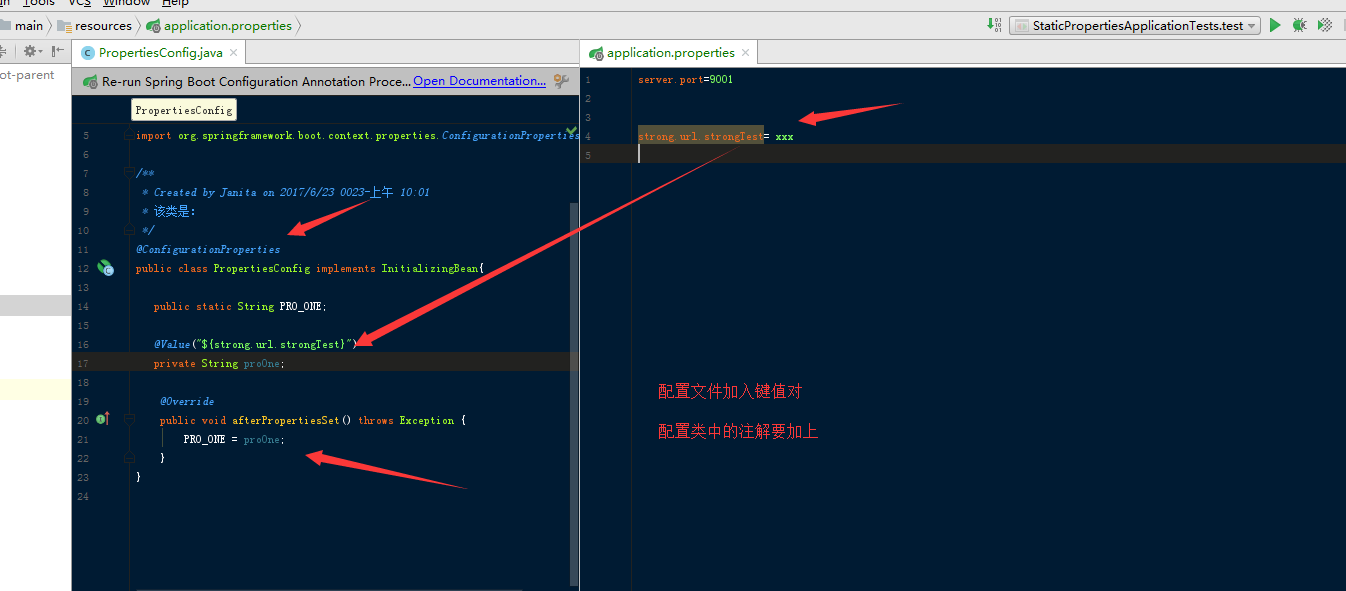 Tools VCS Window Help
main resources application.properties
StaticPropertiesApplicationTests.test
ot-parent
PropertiesConfig.java
Re-run Spring Boot Configuration Annotation Proce... Open Documentation...
PropertiesConfig
5 import org.springframework.boot.context.properties.ConfigurationProperties
6
7 /**
8 * Created by Janita on 2017/6/23 0023-上午 10:01
9 * 该类是:
10 */
11 @ConfigurationProperties
12 public class PropertiesConfig implements InitializingBean{
13
14 public static String PRO_ONE;
15
16 @Value("${strong.url.strongTest}")
17 private String proOne;
18
19 @Override
20 public void afterPropertiesSet() throws Exception {
21 PRO_ONE = proOne;
22 }
23 }
24
application.properties
1 server.port=9001
2
3
4 strong.url.strongTest= xxx
5
配置文件加入键值对
配置类中的注解要加上